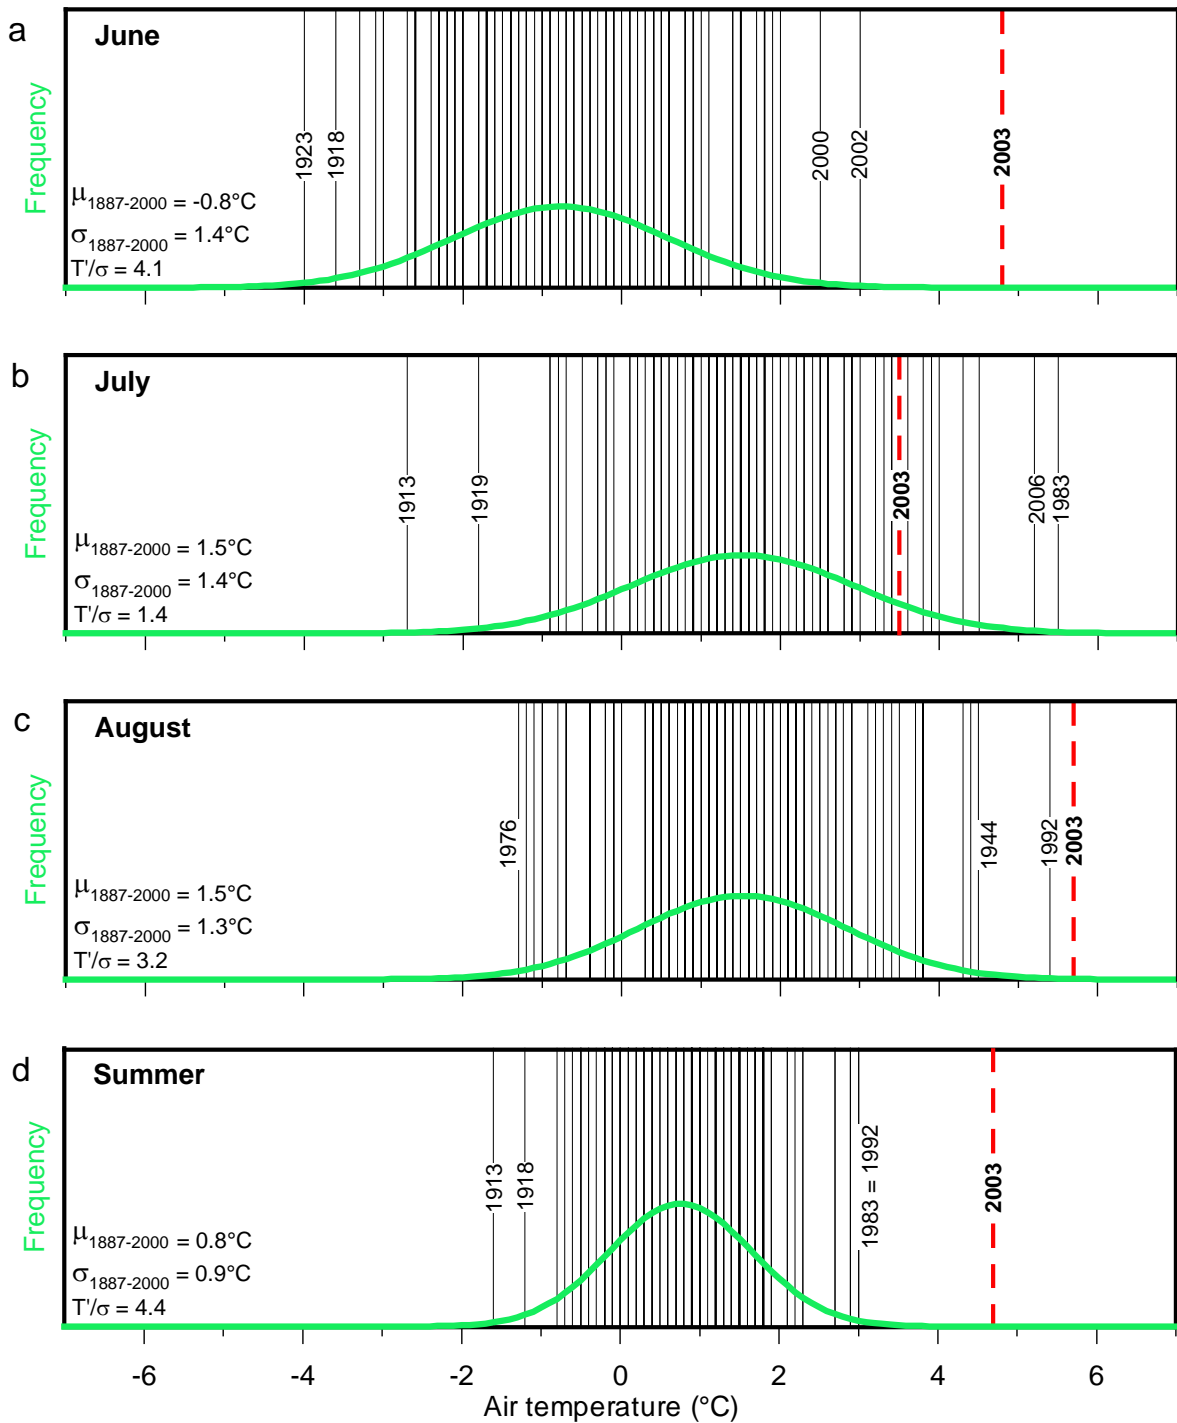 a
June
Frequency
1923
1918
2000
2002
2003
μ1887-2000 = -0.8°C
σ1887-2000 = 1.4°C
T'/σ = 4.1
b
July
Frequency
1913
1919
2003
2006
1983
μ1887-2000 = 1.5°C
σ1887-2000 = 1.4°C
T'/σ = 1.4
c
August
Frequency
1976
1944
1992
2003
μ1887-2000 = 1.5°C
σ1887-2000 = 1.3°C
T'/σ = 3.2
d
Summer
Frequency
1913
1918
1983 = 1992
2003
μ1887-2000 = 0.8°C
σ1887-2000 = 0.9°C
T'/σ = 4.4
-6 -4 -2 0 2 4 6
Air temperature (°C)